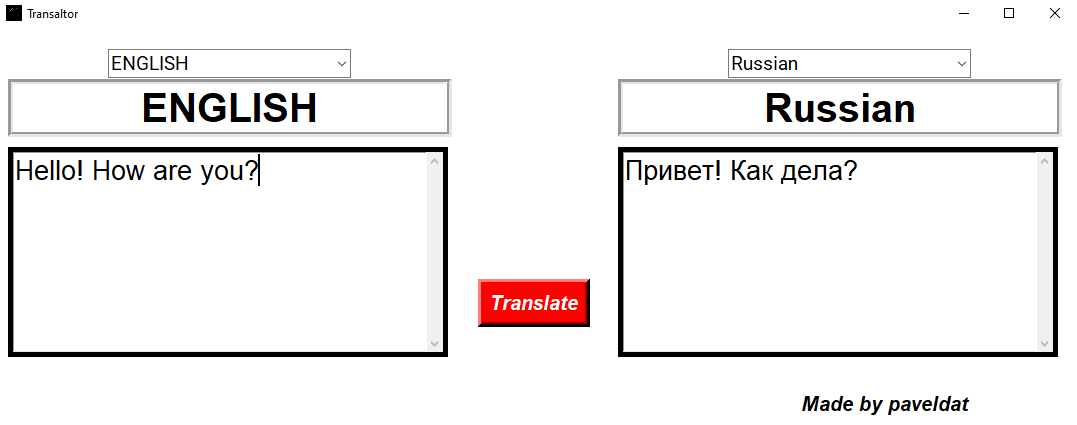 Transaltor
ENGLISH
Russian
ENGLISH
Russian
Hello! How are you?
Привет! Как дела?
Translate
Made by paveldat